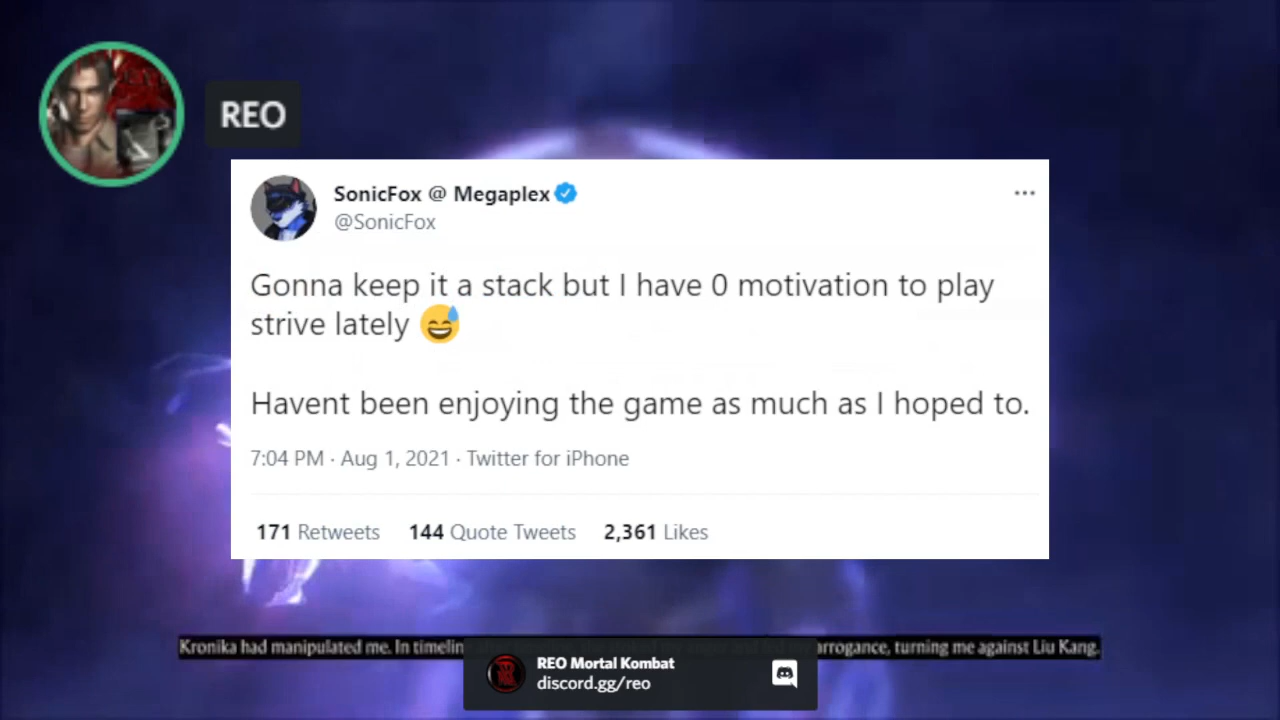 REO
SonicFox @ Megaplex
@SonicFox
Gonna keep it a stack but I have 0 motivation to play
strive lately 😅
Havent been enjoying the game as much as I hoped to.
7:04 PM · Aug 1, 2021 · Twitter for iPhone
171 Retweets 144 Quote Tweets 2,361 Likes
Kronika had manipulated me. In timelin arrogance, turning me against Liu Kang.
REO Mortal Kombat
discord.gg/reo